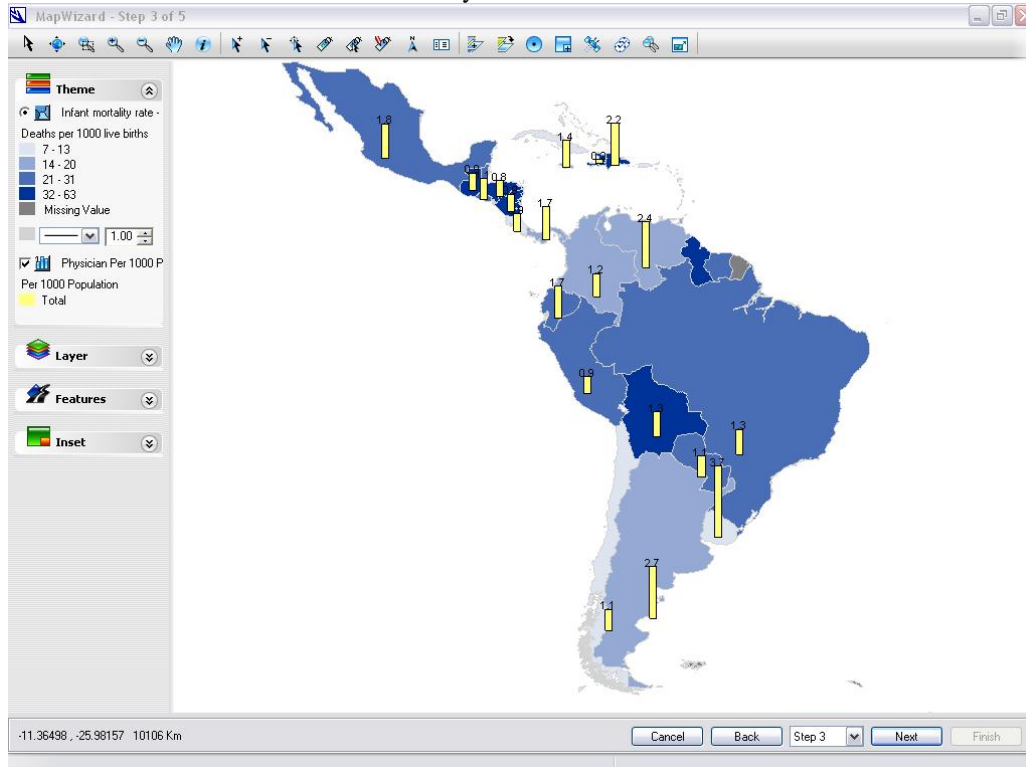 MapWizard - Step 3 of 5
Theme
Infant mortality rate -
Deaths per 1000 live births
7 - 13
14 - 20
21 - 31
32 - 63
Missing Value
1.00
Physician Per 1000 P
Per 1000 Population
Total
Layer
Features
Inset
1.8
1.4
2.2
0.8
1.7
2.4
1.2
1.7
0.9
1.3
1.3
1.1
3.7
2.7
1.1
-11.36498 , -25.98157 10106 Km
Cancel
Back
Step 3
Next
Finish